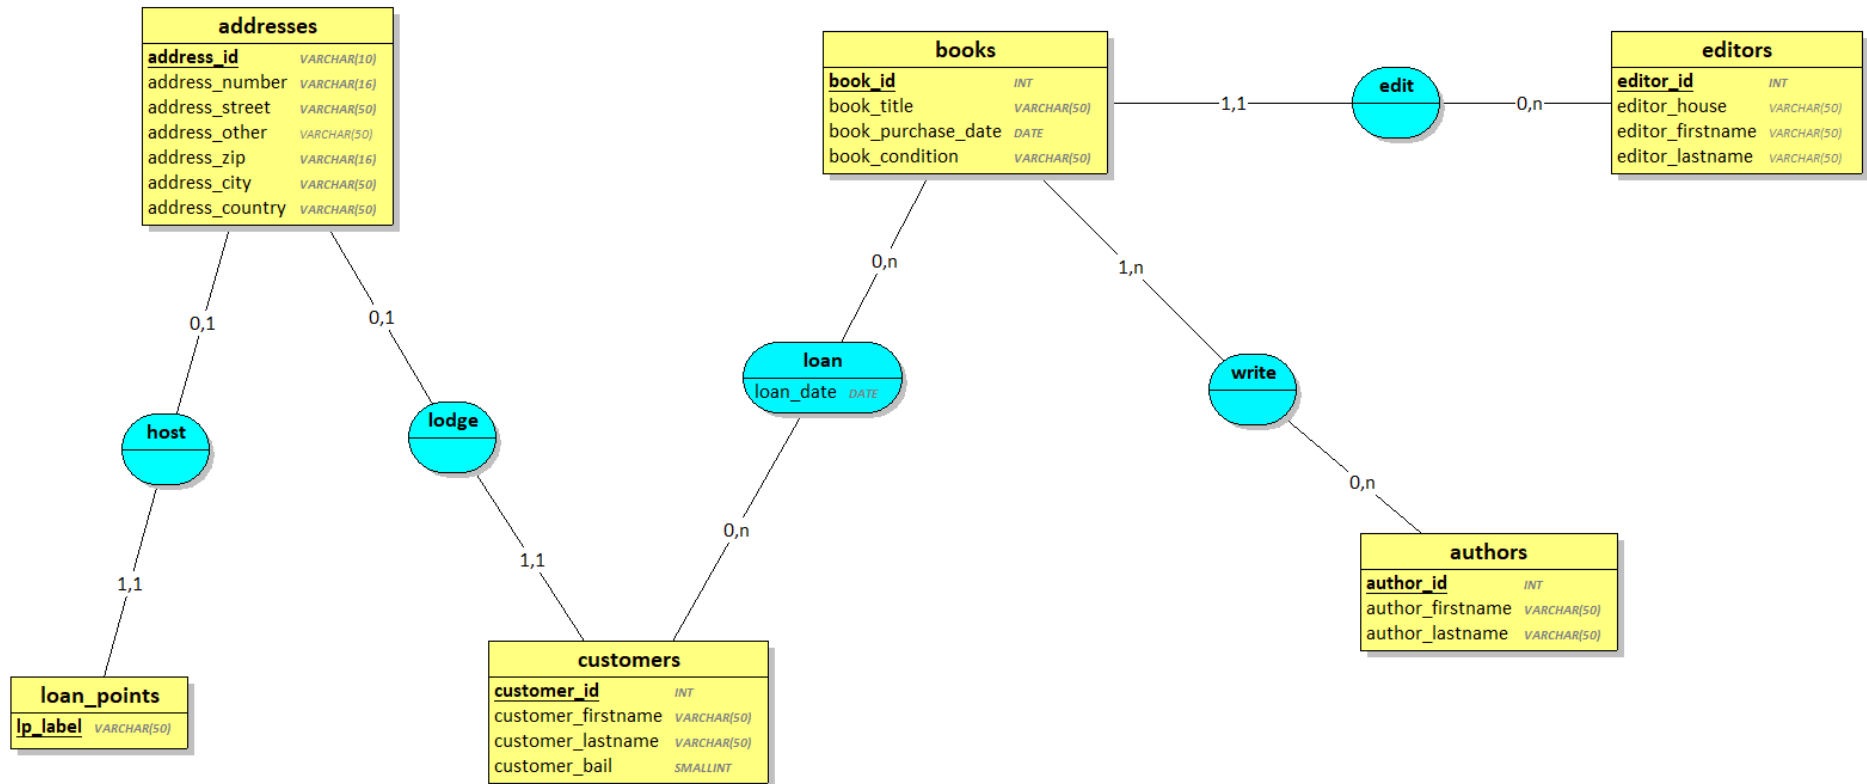 addresses
address_id VARCHAR(10)
address_number VARCHAR(16)
address_street VARCHAR(50)
address_other VARCHAR(50)
address_zip VARCHAR(16)
address_city VARCHAR(50)
address_country VARCHAR(50)
books
book_id INT
book_title VARCHAR(50)
book_purchase_date DATE
book_condition VARCHAR(50)
1,1
edit
0,n
editors
editor_id INT
editor_house VARCHAR(50)
editor_firstname VARCHAR(50)
editor_lastname VARCHAR(50)
0,1
0,1
0,n
1,n
host
lodge
loan
loan_date DATE
write
1,1
1,1
0,n
0,n
authors
author_id INT
author_firstname VARCHAR(50)
author_lastname VARCHAR(50)
loan_points
lp_label VARCHAR(50)
customers
customer_id INT
customer_firstname VARCHAR(50)
customer_lastname VARCHAR(50)
customer_bail SMALLINT